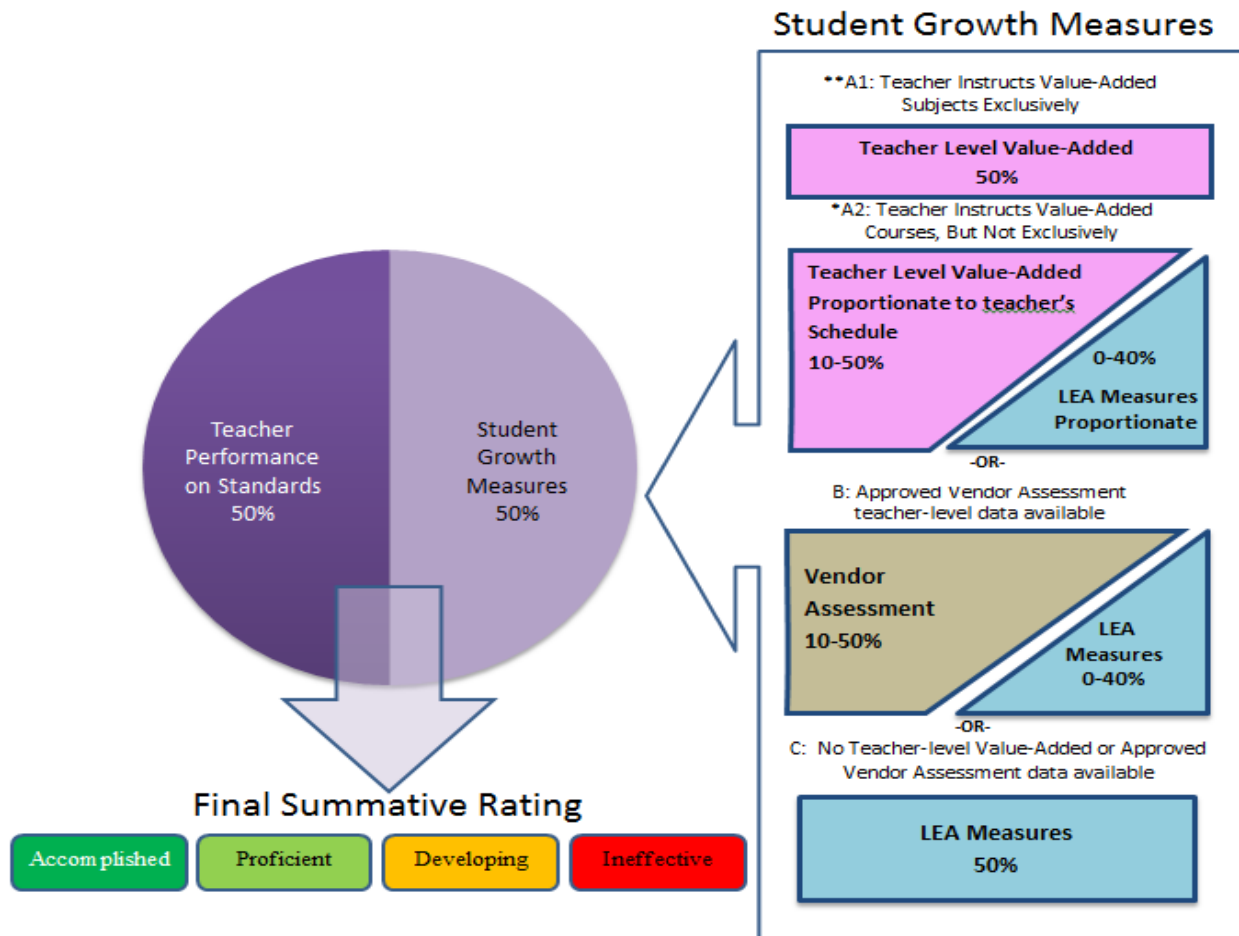 Student Growth Measures
**A1: Teacher Instructs Value-Added
Subjects Exclusively
Teacher Level Value-Added
50%
*A2: Teacher Instructs Value-Added
Courses, But Not Exclusively
Teacher Level Value-Added
Proportionate to teacher's
Schedule
10-50%
0-40%
LEA Measures
Proportionate
-OR-
B: Approved Vendor Assessment
teacher-level data available
Vendor
Assessment
10-50%
LEA
Measures
0-40%
-OR-
C: No Teacher-level Value-Added or Approved
Vendor Assessment data available
LEA Measures
50%
Teacher
Performance
on Standards
50%
Student
Growth
Measures
50%
Final Summative Rating
Accomplished
Proficient
Developing
Ineffective